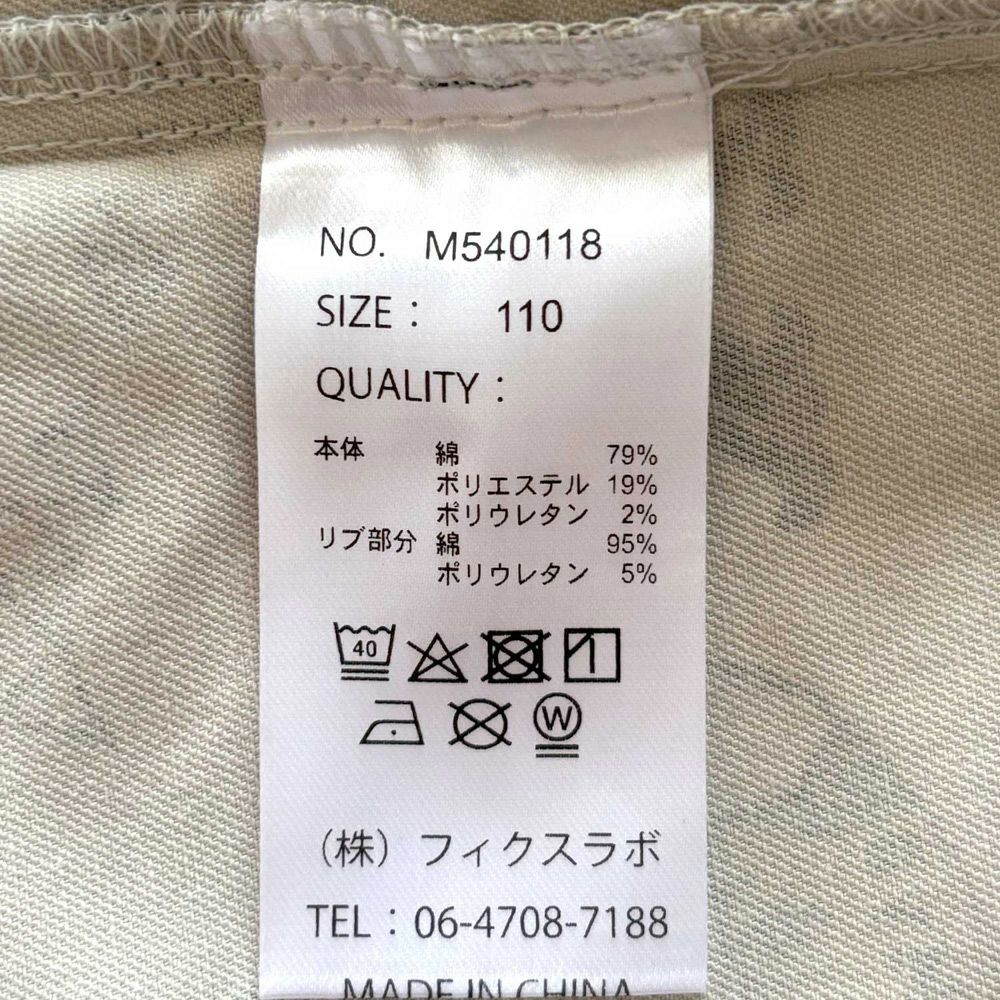 NO. M540118
SIZE： 110
QUALITY：
本体 綿 79%
ポリエステル 19%
ポリウレタン 2%
リブ部分 綿 95%
ポリウレタン 5%
40
W
（株）フィクスラボ
TEL：06-4708-7188
MADE IN CHINA